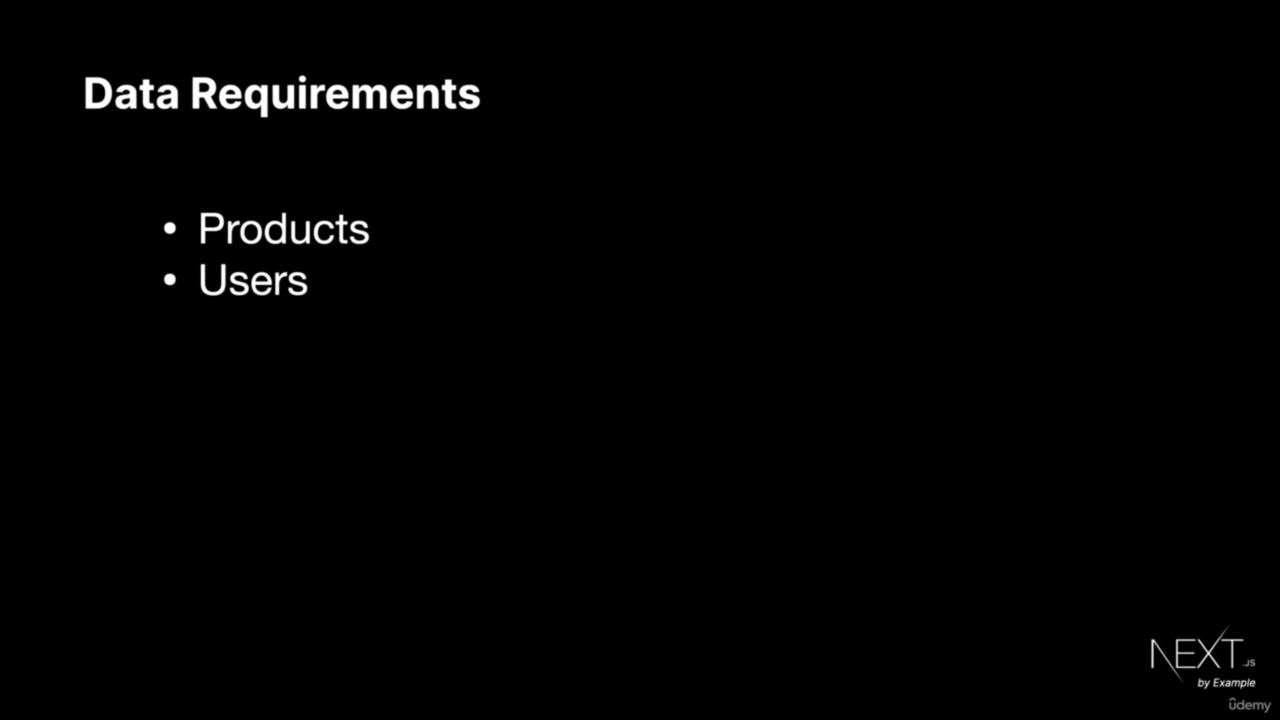 Data Requirements
• Products
• Users
NEXT.JS
by Example
ûdemy